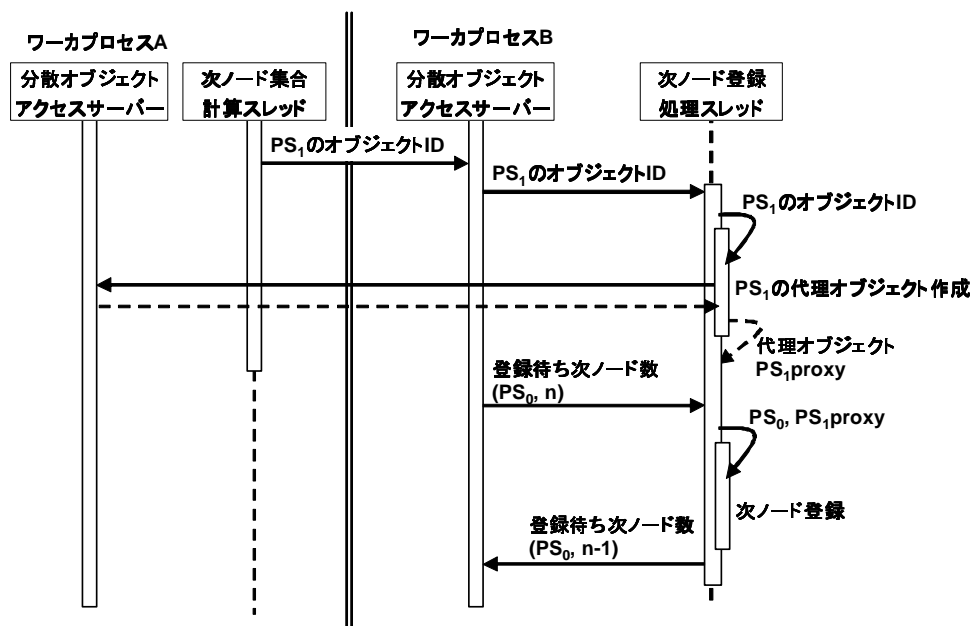 ワーカプロセスA
ワーカプロセスB
分散オブジェクト
アクセスサーバー
次ノード集合
計算スレッド
分散オブジェクト
アクセスサーバー
次ノード登録
処理スレッド
PS₁のオブジェクトID
PS₁のオブジェクトID
PS₁のオブジェクトID
PS₁の代理オブジェクト作成
代理オブジェクト
PS₁proxy
登録待ち次ノード数
(PS₀, n)
PS₀, PS₁proxy
次ノード登録
登録待ち次ノード数
(PS₀, n-1)